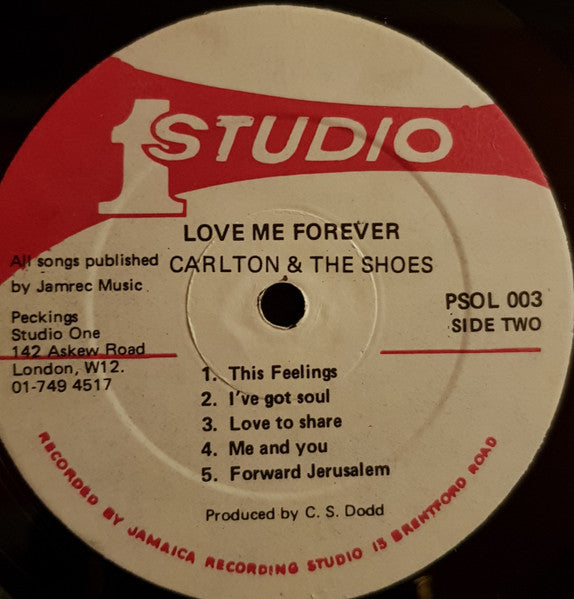 1 STUDIO
LOVE ME FOREVER
CARLTON & THE SHOES
All songs published
by Jamrec Music
Peckings
Studio One
142 Askew Road
London, W12.
01-749 4517
PSOL 003
SIDE TWO
1. This Feelings
2. I've got soul
3. Love to share
4. Me and you
5. Forward Jerusalem
Produced by C. S. Dodd
RECORDED BY JAMAICA RECORDING STUDIO 13 BRENTFORD ROAD